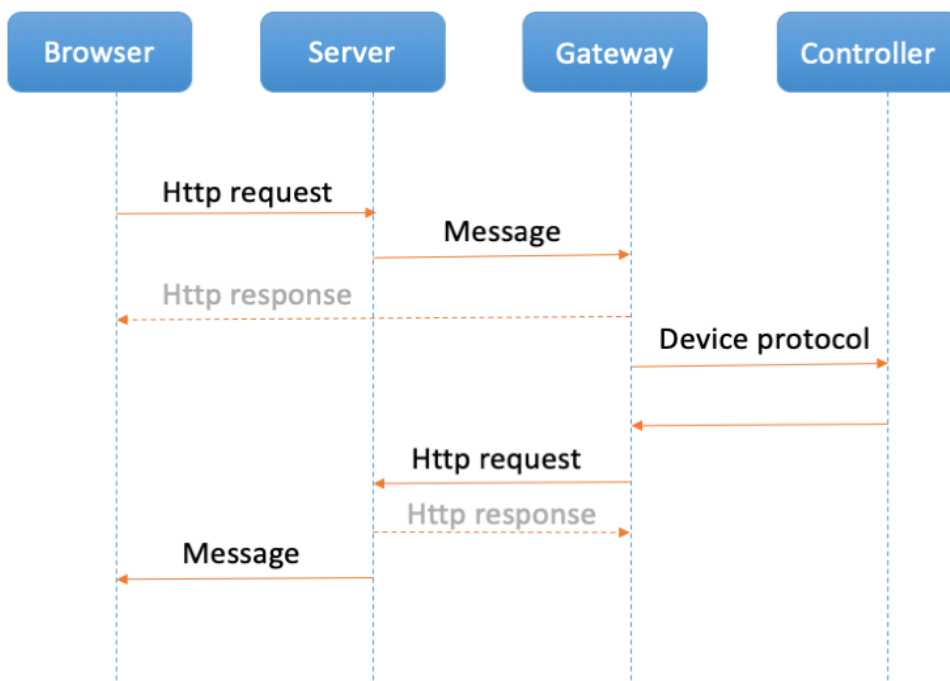 Browser
Server
Gateway
Controller
Http request
Message
Http response
Device protocol
Http request
Http response
Message